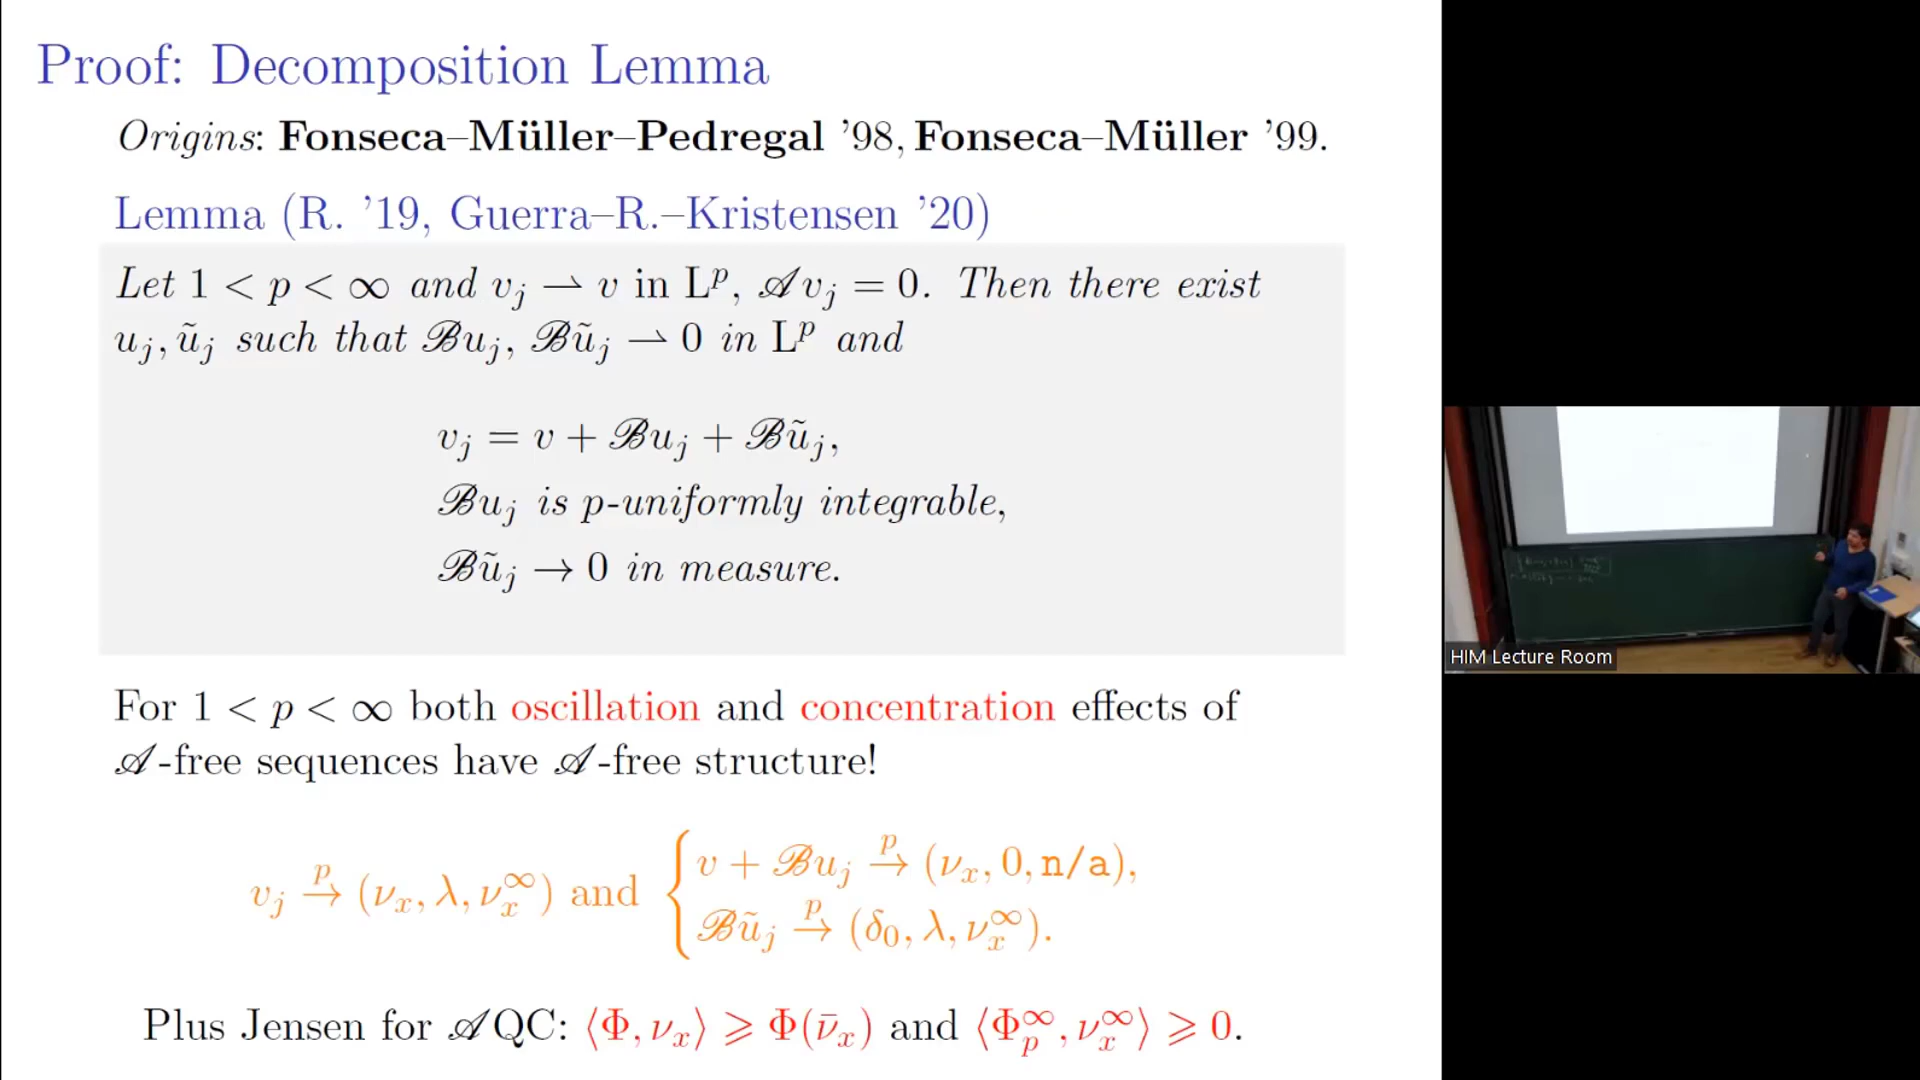 Proof: Decomposition Lemma
Origins: Fonseca–Müller–Pedregal ’98, Fonseca–Müller ’99.
Lemma (R. ’19, Guerra–R.–Kristensen ’20)
Let 1 < p < ∞ and v_j ⇀ v in L^p, 𝒜v_j = 0. Then there exist
u_j, ũ_j such that ℬu_j, ℬũ_j ⇀ 0 in L^p and
v_j = v + ℬu_j + ℬũ_j,
ℬu_j is p-uniformly integrable,
ℬũ_j → 0 in measure.
For 1 < p < ∞ both oscillation and concentration effects of
𝒜-free sequences have 𝒜-free structure!
v_j →^p (ν_x, λ, ν_x^∞) and { v + ℬu_j →^p (ν_x, 0, n/a),
ℬũ_j →^p (δ_0, λ, ν_x^∞).
Plus Jensen for 𝒜QC: ⟨Φ, ν_x⟩ ⩾ Φ(ν̄_x) and ⟨Φ_p^∞, ν_x^∞⟩ ⩾ 0.
HIM Lecture Room